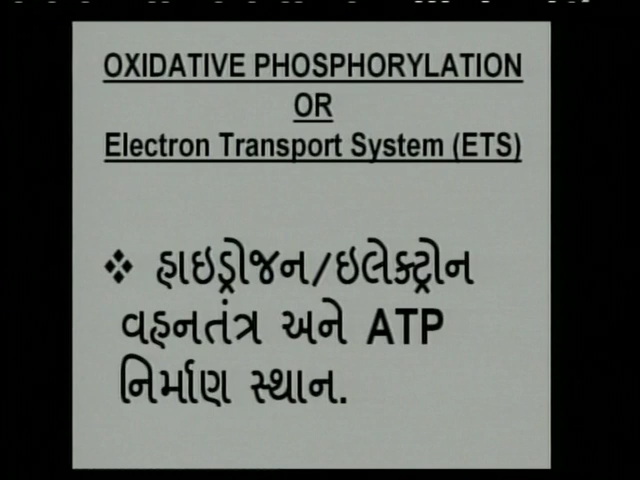 OXIDATIVE PHOSPHORYLATION
OR
Electron Transport System (ETS)
❖ હાઇડ્રોજન/ઇલેક્ટ્રોન
વહનતંત્ર અને ATP
નિર્માણ સ્થાન.